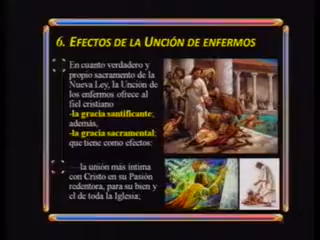 6. EFECTOS DE LA UNCIÓN DE ENFERMOS
En cuanto verdadero y
propio sacramento de la
Nueva Ley, la Unción de
los enfermos ofrece al
fiel cristiano
-la gracia santificante;
además,
-la gracia sacramental;
que tiene como efectos:
—la unión más íntima
con Cristo en su Pasión
redentora, para su bien y
el de toda la Iglesia;